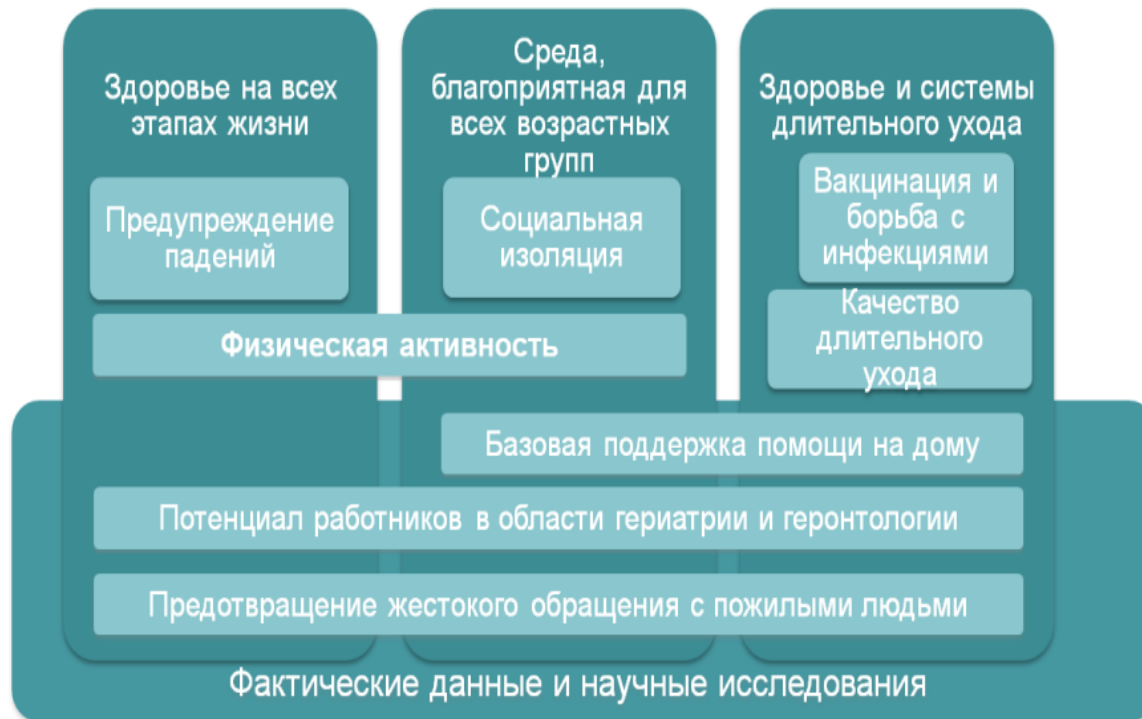 Здоровье на всех
этапах жизни
Среда,
благоприятная для
всех возрастных
групп
Здоровье и системы
длительного ухода
Предупреждение
падений
Социальная
изоляция
Вакцинация и
борьба с
инфекциями
Качество
длительного
ухода
Физическая активность
Базовая поддержка помощи на дому
Потенциал работников в области гериатрии и геронтологии
Предотвращение жестокого обращения с пожилыми людьми
Фактические данные и научные исследования